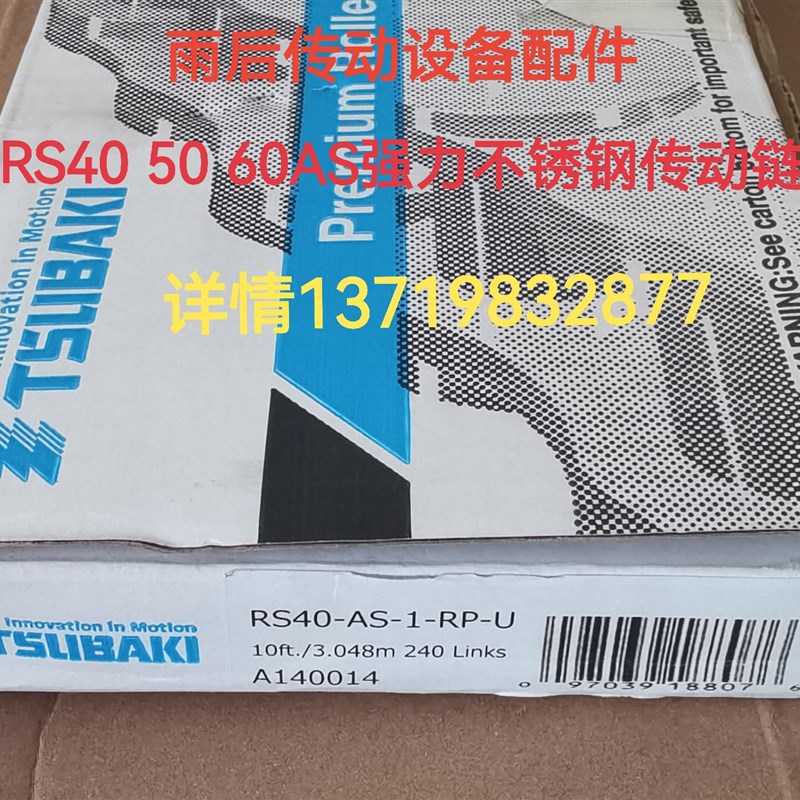 雨后传动设备配件
RS40 50 60AS强力不锈钢传动链
详情13719832877
Premium Rolle
Innovation in Motion
TSUBAKI
WARNING:See carton
om for important safe
Innovation in Motion
TSUBAKI
RS40-AS-1-RP-U
10ft./3.048m 240 Links
A140014
0 97039 18807 6